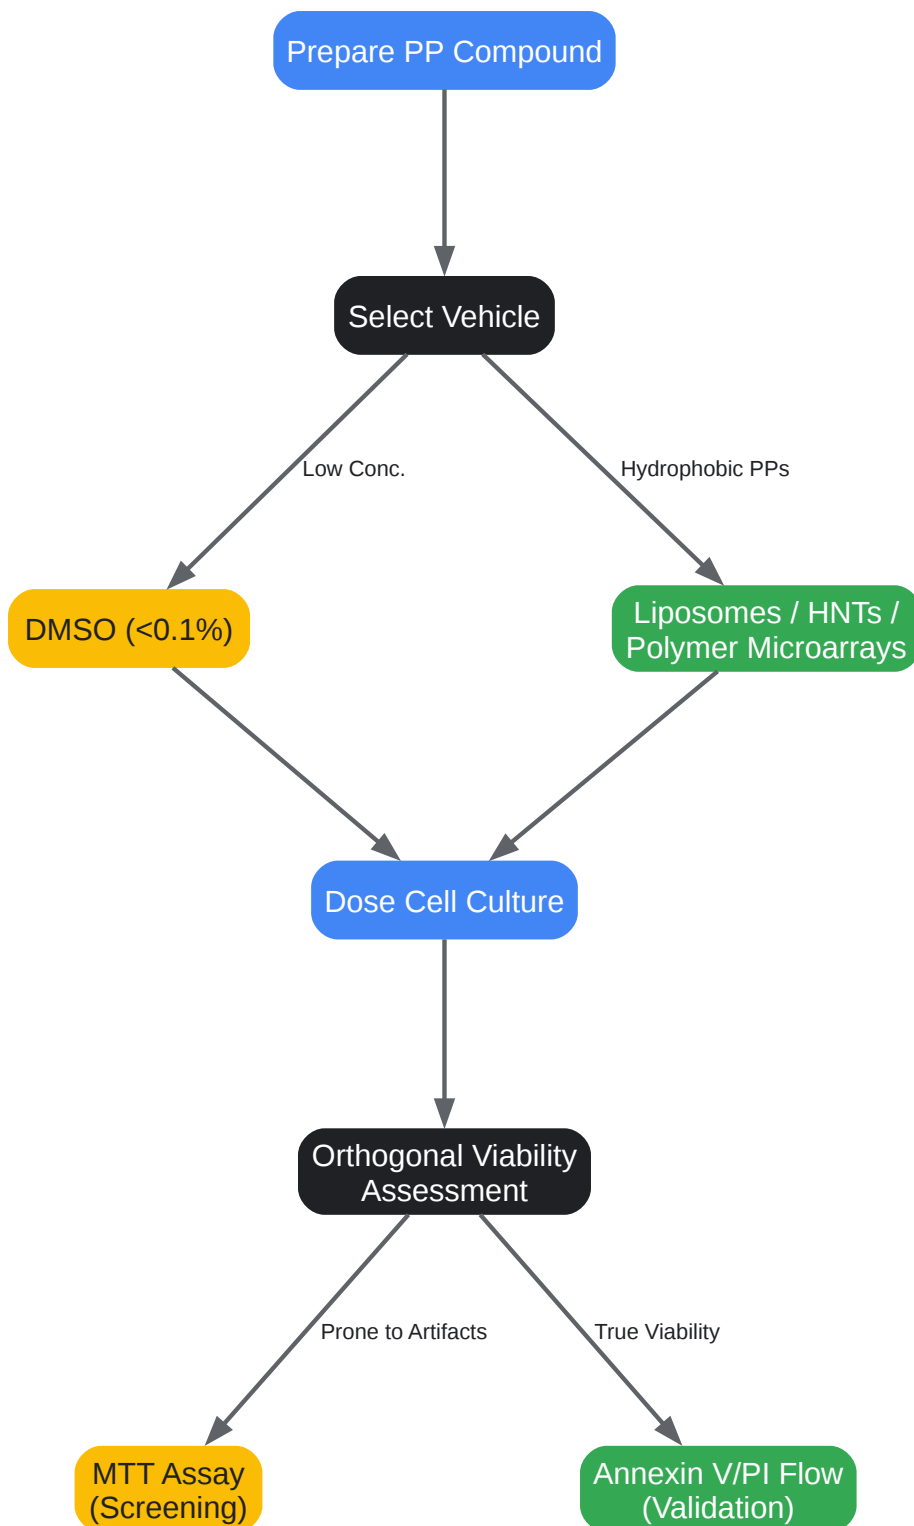 Prepare PP Compound
Select Vehicle
Low Conc.
Hydrophobic PPs
DMSO (<0.1%)
Liposomes / HNTs /
Polymer Microarrays
Dose Cell Culture
Orthogonal Viability
Assessment
Prone to Artifacts
True Viability
MTT Assay
(Screening)
Annexin V/PI Flow
(Validation)